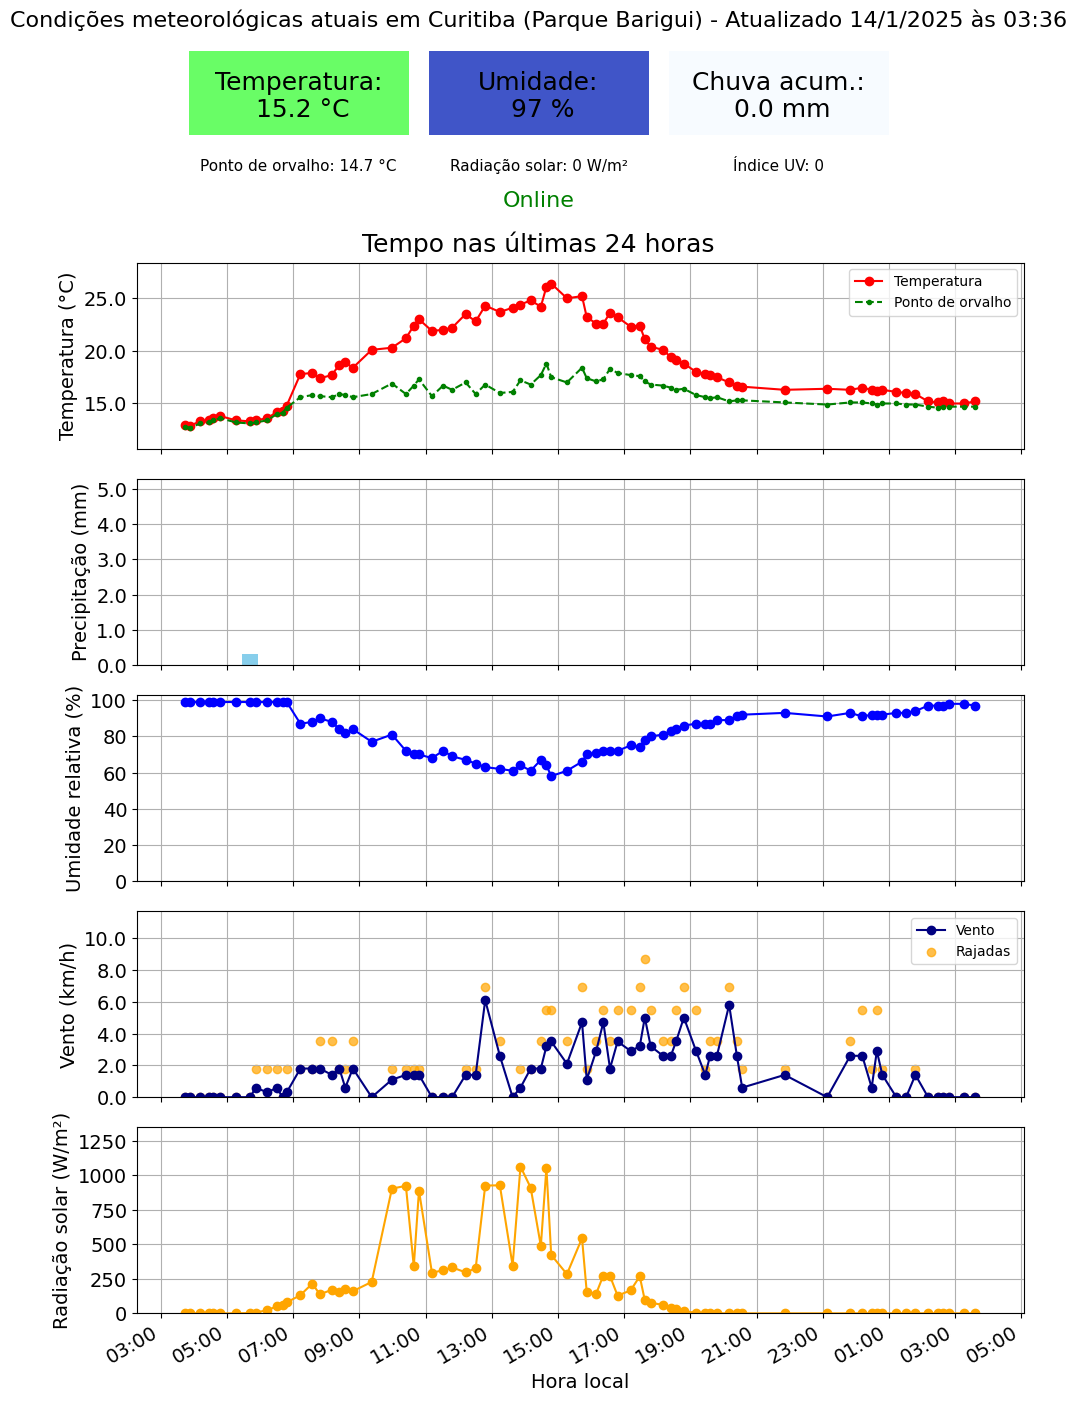 Condições meteorológicas atuais em Curitiba (Parque Barigui) - Atualizado 14/1/2025 às 03:36
Temperatura:
15.2 °C
Umidade:
97 %
Chuva acum.:
0.0 mm
Ponto de orvalho: 14.7 °C
Radiação solar: 0 W/m²
Índice UV: 0
Online
Tempo nas últimas 24 horas
Temperatura (°C)
25.0
20.0
15.0
Temperatura
Ponto de orvalho
Precipitação (mm)
5.0
4.0
3.0
2.0
1.0
0.0
Umidade relativa (%)
100
80
60
40
20
0
Vento (km/h)
10.0
8.0
6.0
4.0
2.0
0.0
Vento
Rajadas
Radiação solar (W/m²)
1250
1000
750
500
250
0
03:00
05:00
07:00
09:00
11:00
13:00
15:00
17:00
19:00
21:00
23:00
01:00
03:00
05:00
Hora local